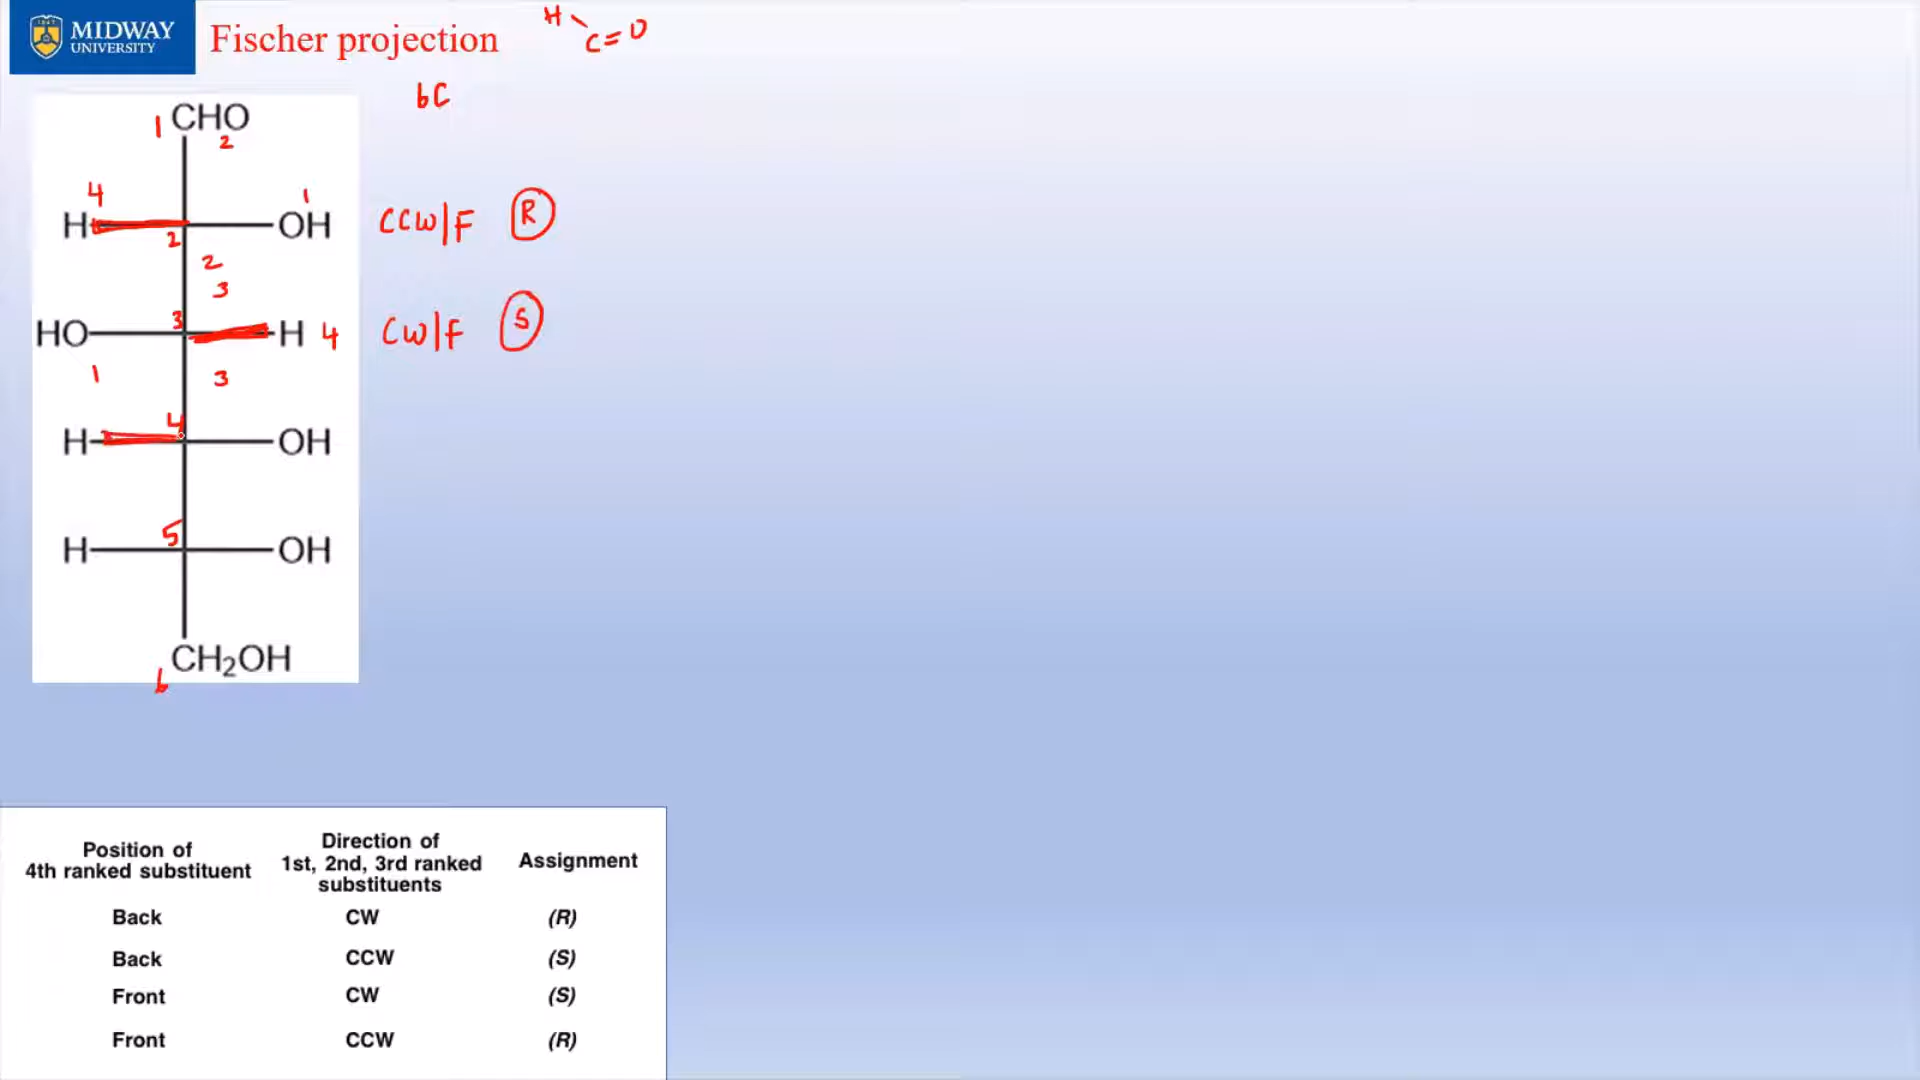 MIDWAY
UNIVERSITY
Fischer projection
H
C=O
6C
1 CHO
2
4 1
H OH CCW/F R
2
2
3
3
HO H 4 CW/F S
1 3
4
H OH
5
H OH
CH₂OH
6
Position of 4th ranked substituent Direction of 1st, 2nd, 3rd ranked substituents Assignment
Back CW (R)
Back CCW (S)
Front CW (S)
Front CCW (R)